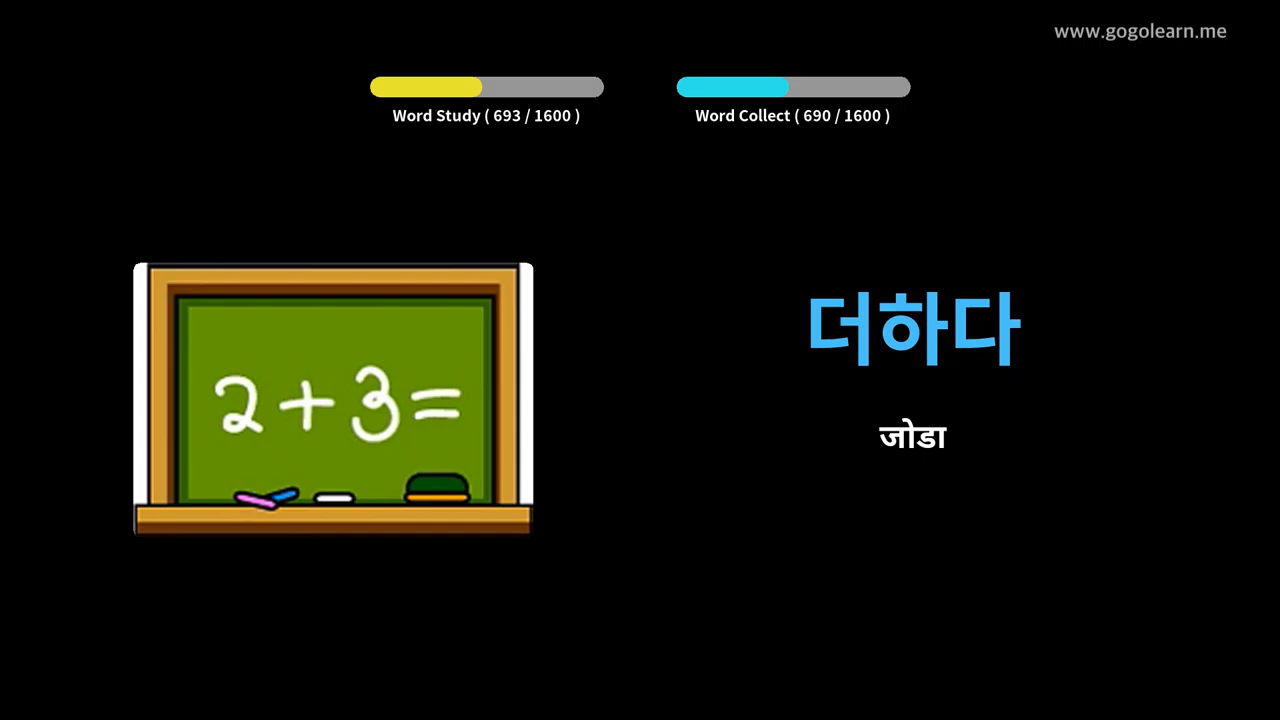 www.gogolearn.me
Word Study ( 693 / 1600 )
Word Collect ( 690 / 1600 )
2 + 3 =
더하다
जोडा